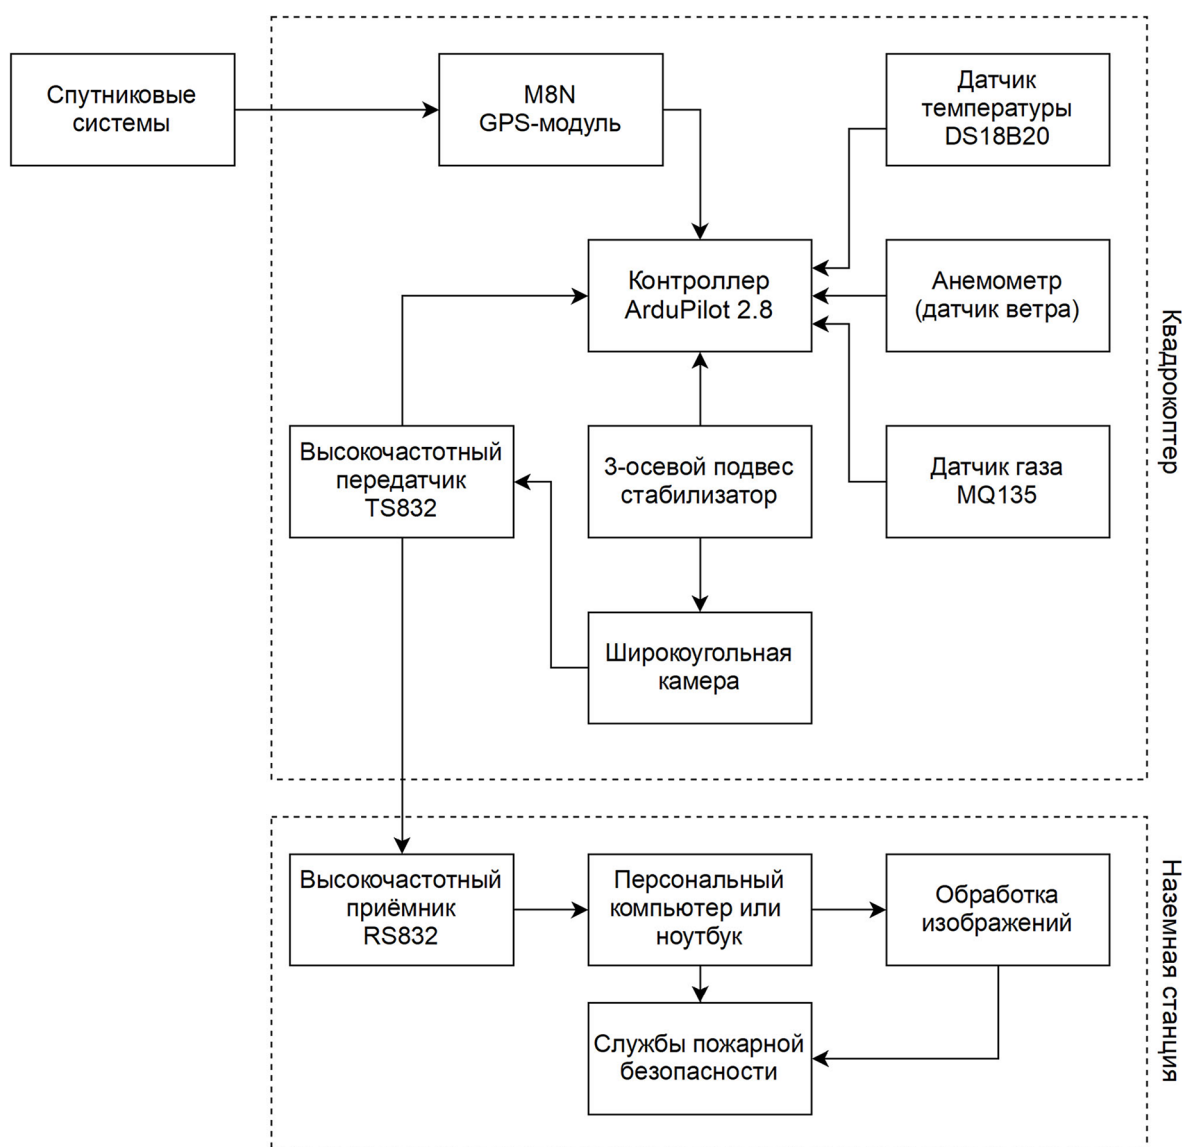 Спутниковые
системы
M8N
GPS-модуль
Датчик
температуры
DS18B20
Контроллер
ArduPilot 2.8
Анемометр
(датчик ветра)
Высокочастотный
передатчик
TS832
3-осевой подвес
стабилизатор
Датчик газа
MQ135
Широкоугольная
камера
Квадрокоптер
Высокочастотный
приёмник
RS832
Персональный
компьютер или
ноутбук
Обработка
изображений
Службы пожарной
безопасности
Наземная станция